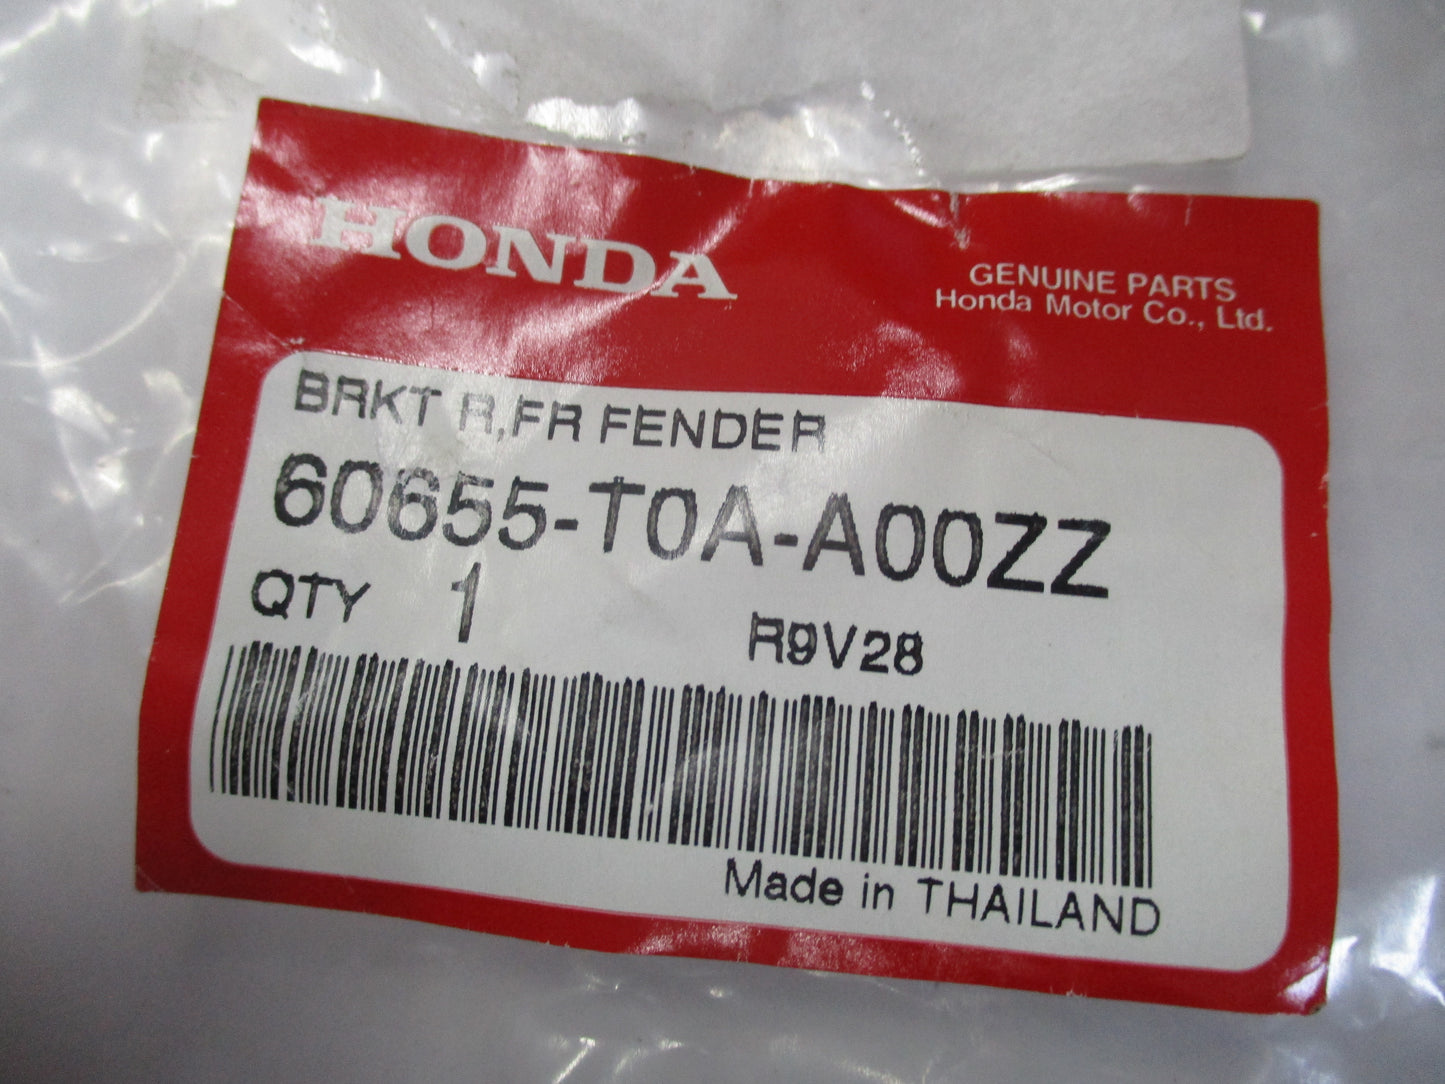 HONDA
GENUINE PARTS
Honda Motor Co., Ltd.
BRKT R,FR FENDER
60655-T0A-A00ZZ
QTY 1
R9V28
Made in THAILAND